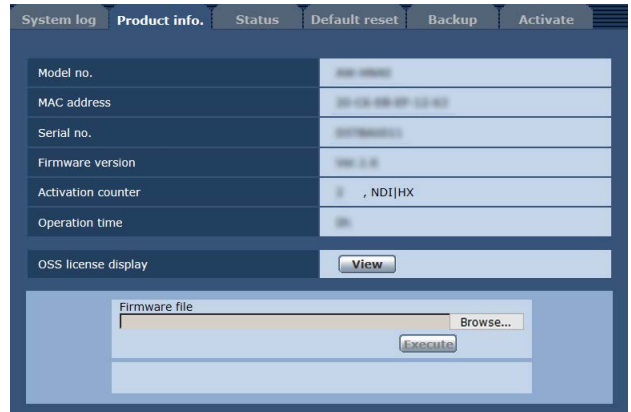 System log Product info. Status Default reset Backup Activate
Model no.
MAC address
Serial no.
Firmware version
Activation counter , NDI|HX
Operation time
OSS license display View
Firmware file
Browse...
Execute